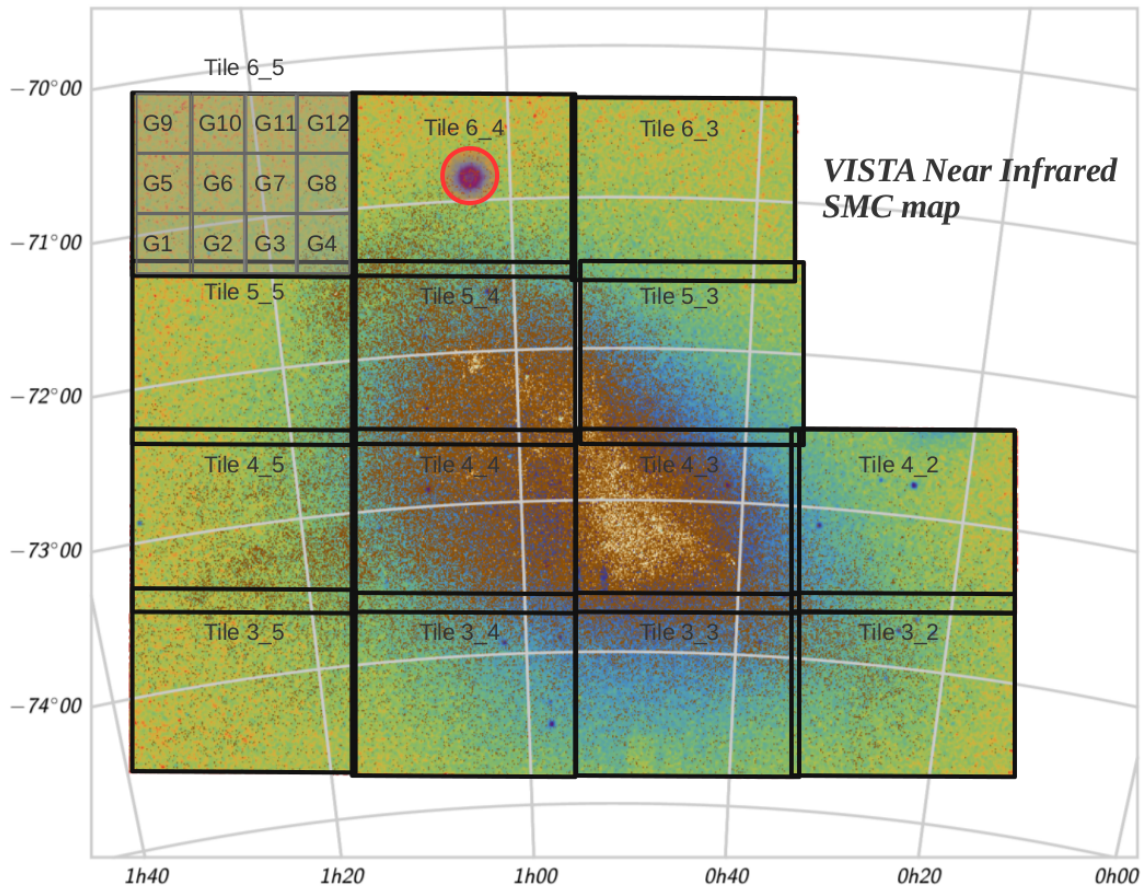 Tile 6_5
−70°00
G9 G10 G11 G12
Tile 6_4
Tile 6_3
VISTA Near Infrared
SMC map
G5 G6 G7 G8
−71°00
G1 G2 G3 G4
Tile 5_5
Tile 5_4
Tile 5_3
−72°00
Tile 4_5
Tile 4_4
Tile 4_3
Tile 4_2
−73°00
Tile 3_5
Tile 3_4
Tile 3_3
Tile 3_2
−74°00
1h40
1h20
1h00
0h40
0h20
0h00